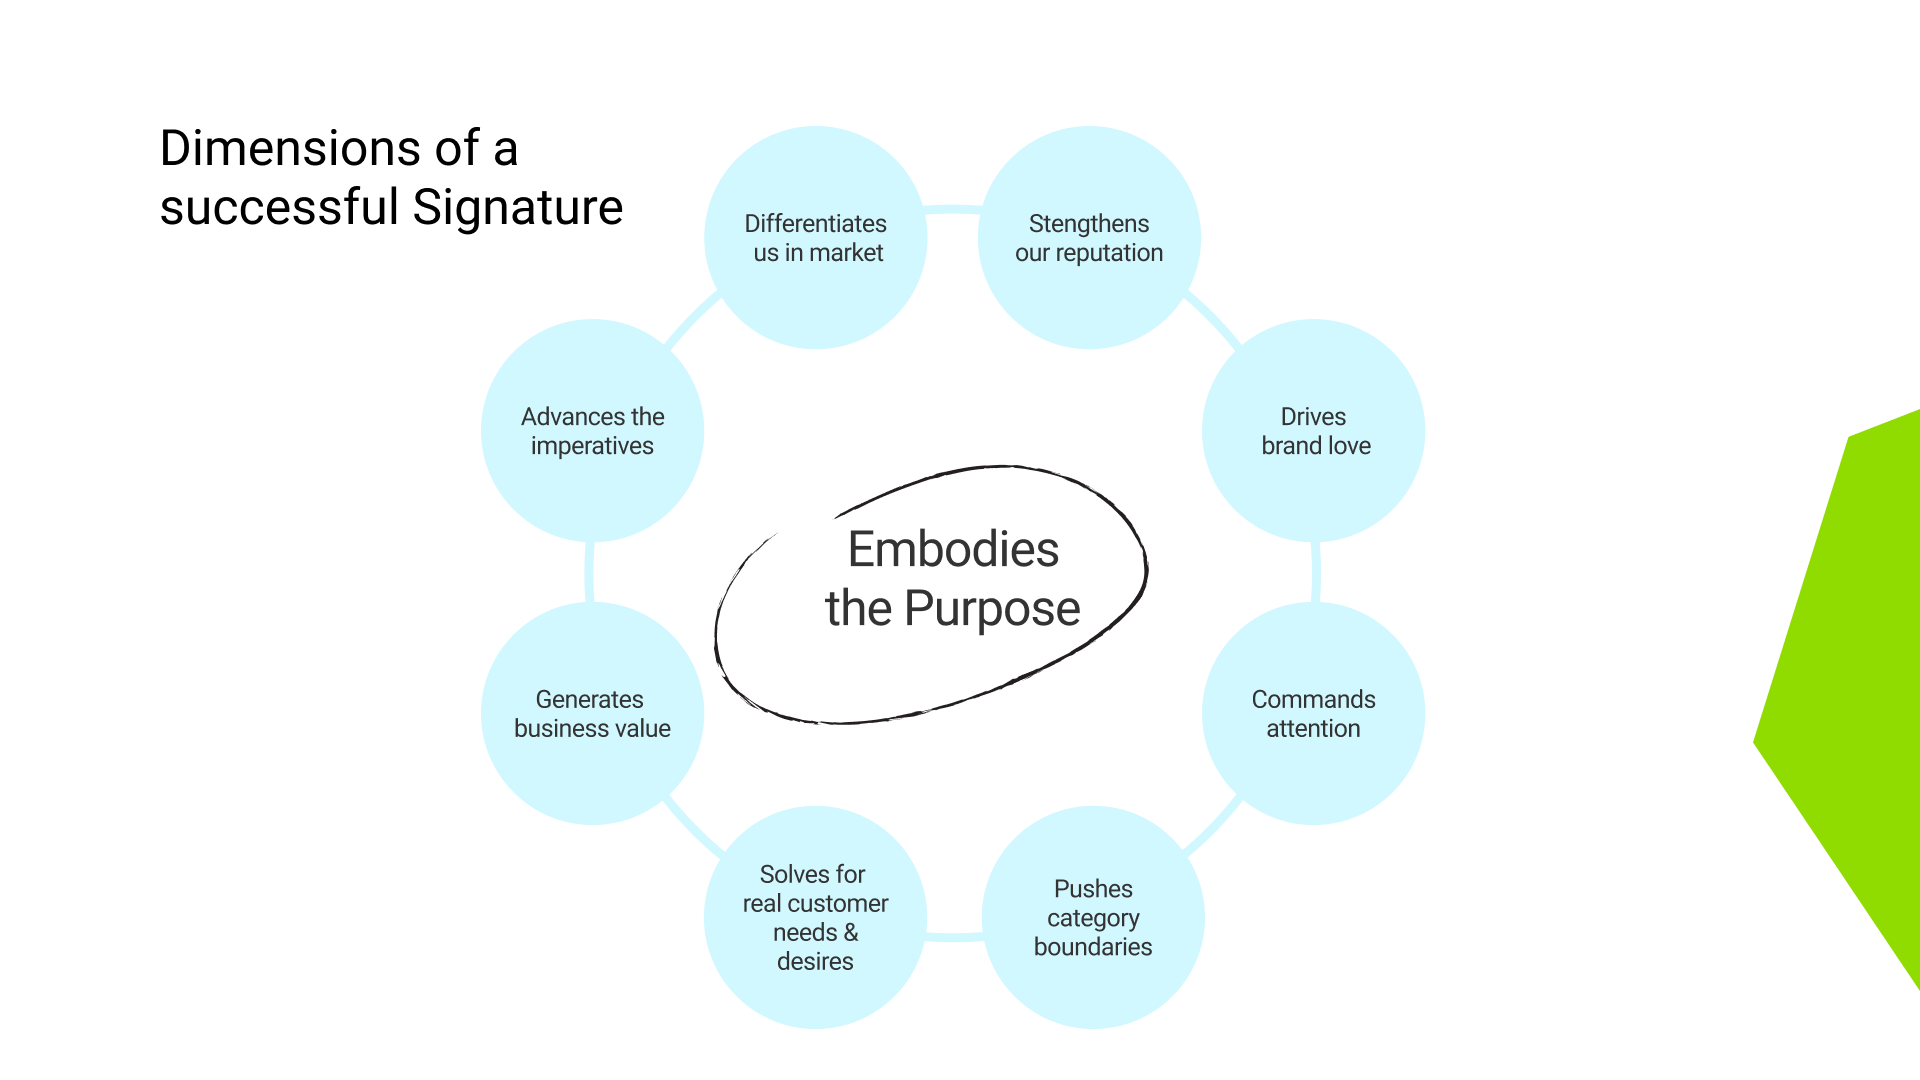 Dimensions of a
successful Signature
Differentiates
us in market
Stengthens
our reputation
Drives
brand love
Commands
attention
Pushes
category
boundaries
Solves for
real customer
needs &
desires
Generates
business value
Advances the
imperatives
Embodies
the Purpose